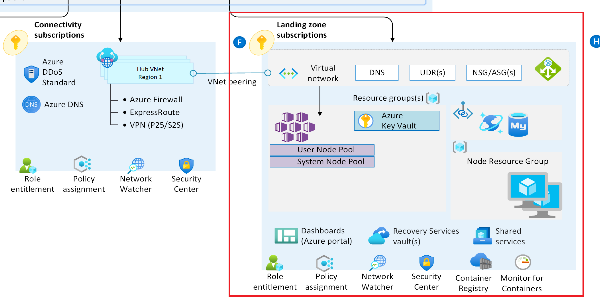 Connectivity
subscriptions
Azure
DDoS
Standard
DNS
Azure DNS
Hub VNet
Region 1
• Azure Firewall
• ExpressRoute
• VPN (P2S/S2S)
Role
entitlement
Policy
assignment
Network
Watcher
Security
Center
VNet peering
Landing zone
subscriptions
F
H
Virtual
network
DNS
UDR(s)
NSG/ASG(s)
Resource groups(s)
Azure
Key Vault
User Node Pool
System Node Pool
My
Node Resource Group
Dashboards
(Azure portal)
Recovery Services
vault(s)
Shared
services
Role
entitlement
Policy
assignment
Network
Watcher
Security
Center
Container
Registry
Monitor for
Containers